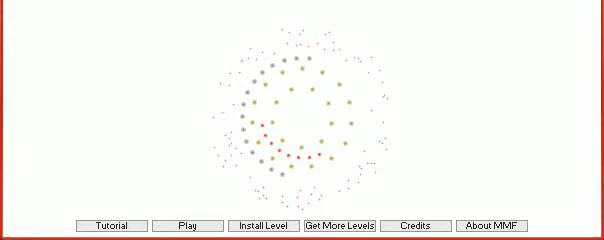 Tutorial
Play
Install Level
Get More Levels
Credits
About MMF